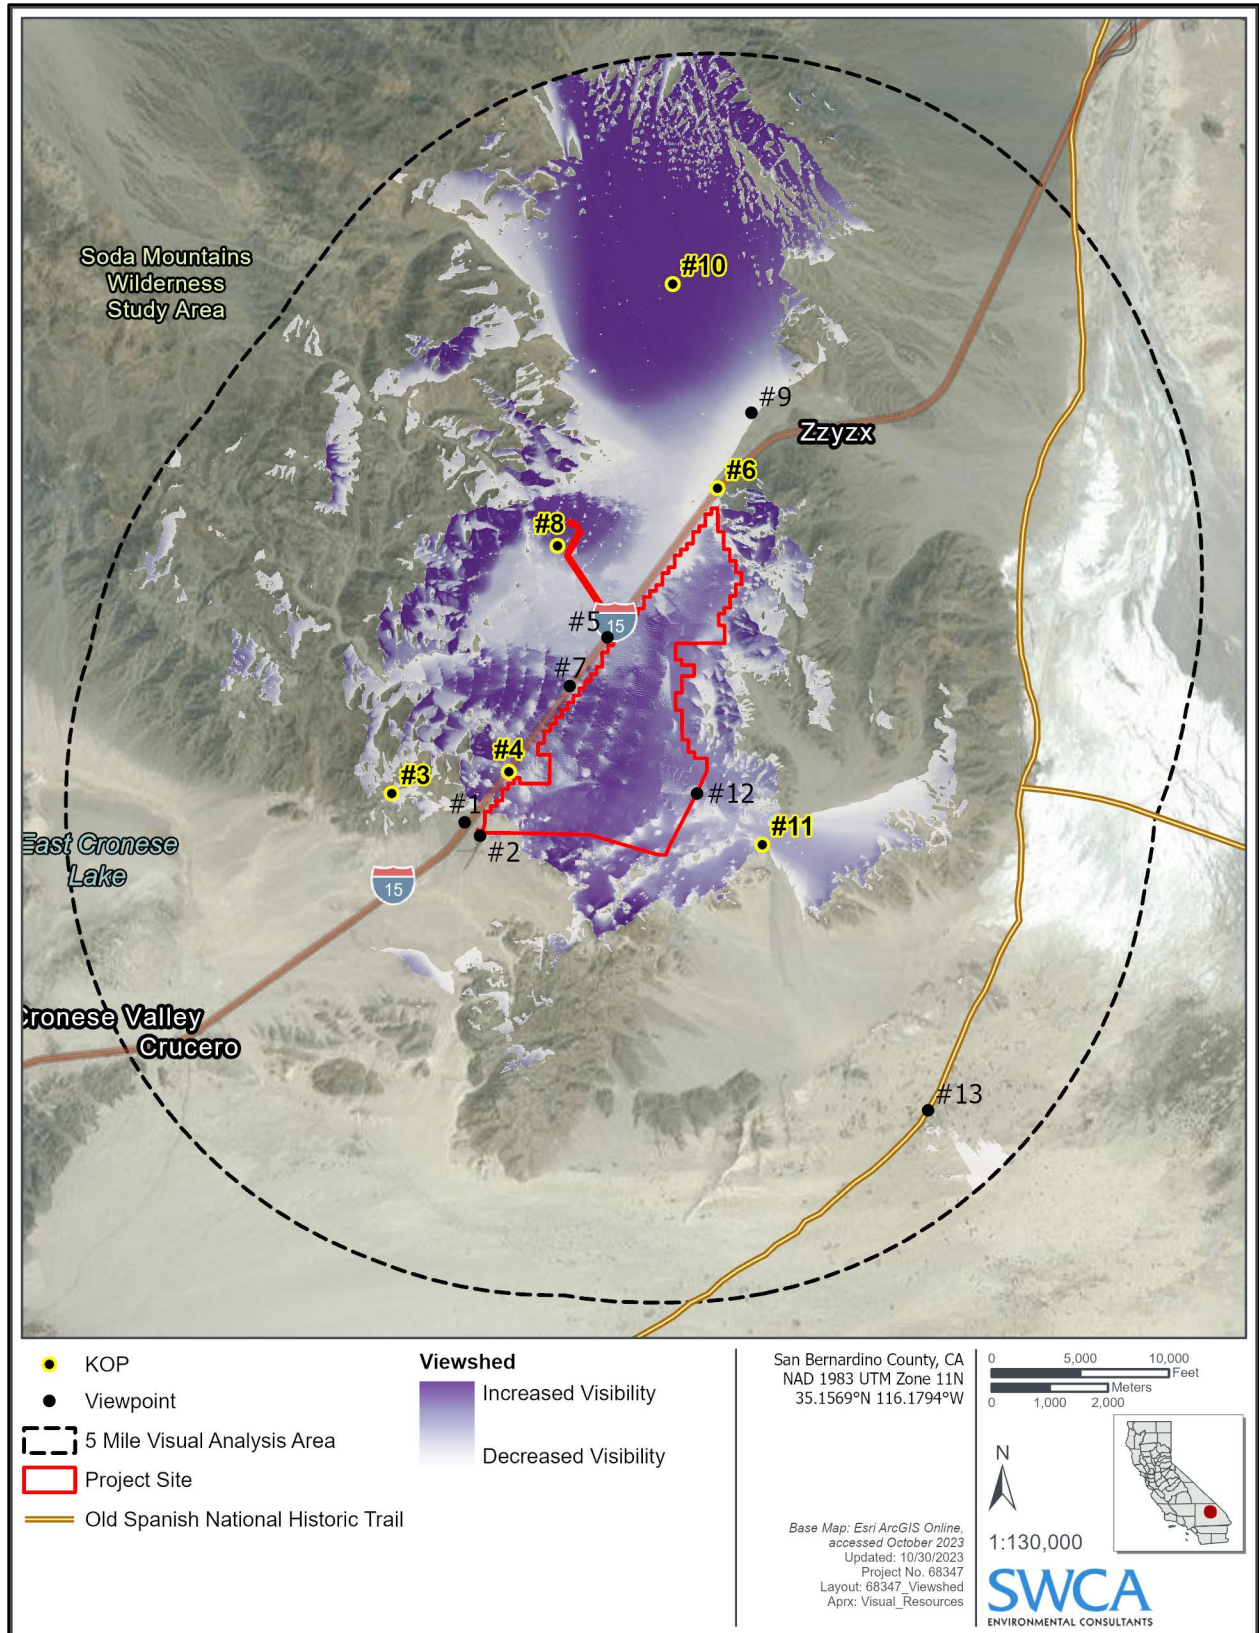 Soda Mountains
Wilderness
Study Area
#10
#9
Zzyzx
#6
#8
15
#5
#7
#4
#3
#1
#12
#11
#2
East Cronese
Lake
15
Cronese Valley
Crucero
#13
KOP
Viewpoint
5 Mile Visual Analysis Area
Project Site
Old Spanish National Historic Trail
Viewshed
Increased Visibility
Decreased Visibility
San Bernardino County, CA
NAD 1983 UTM Zone 11N
35.1569°N 116.1794°W
Base Map: Esri ArcGIS Online,
accessed October 2023
Updated: 10/30/2023
Project No. 68347
Layout: 68347_Viewshed
Aprx: Visual_Resources
0 5,000 10,000
Feet
Meters
0 1,000 2,000
N
1:130,000
SWCA
ENVIRONMENTAL CONSULTANTS